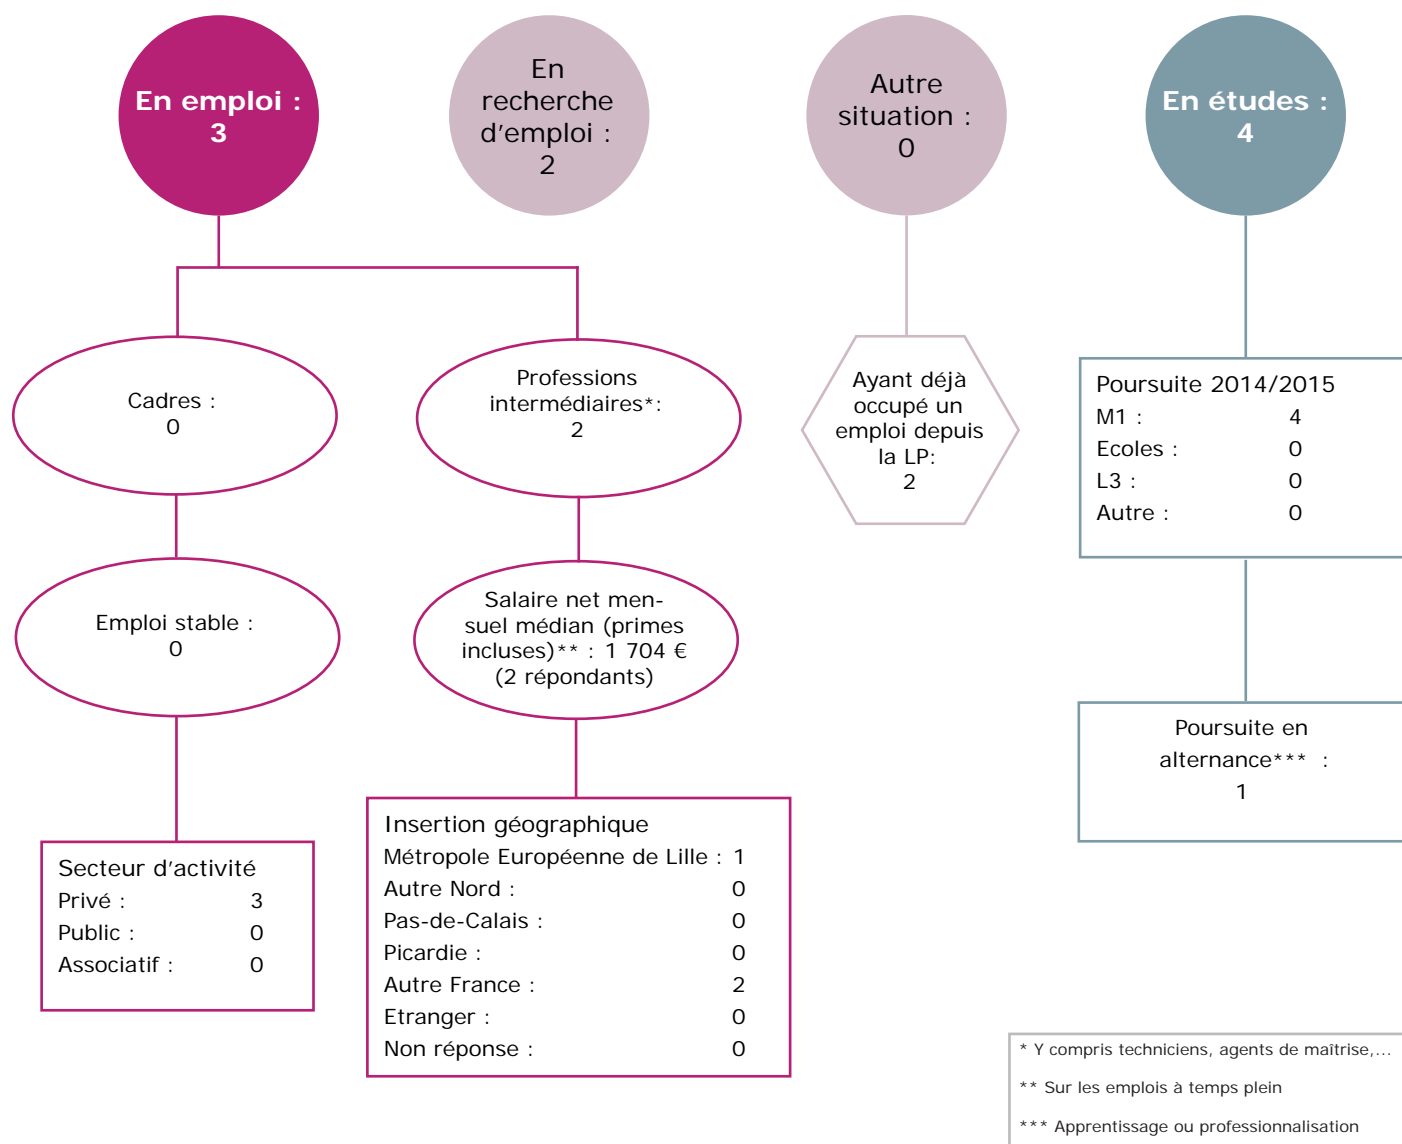 En emploi :
3
En
recherche
d'emploi :
2
Autre
situation :
0
En études :
4
Cadres :
0
Professions
intermédiaires*:
2
Ayant déjà
occupé un
emploi depuis
la LP:
2
Poursuite 2014/2015
M1 : 4
Ecoles : 0
L3 : 0
Autre : 0
Emploi stable :
0
Salaire net men-
suel médian (primes
incluses)** : 1 704 €
(2 répondants)
Poursuite en
alternance*** :
1
Secteur d'activité
Privé : 3
Public : 0
Associatif : 0
Insertion géographique
Métropole Européenne de Lille : 1
Autre Nord : 0
Pas-de-Calais : 0
Picardie : 0
Autre France : 2
Etranger : 0
Non réponse : 0
* Y compris techniciens, agents de maîtrise,...
** Sur les emplois à temps plein
*** Apprentissage ou professionnalisation